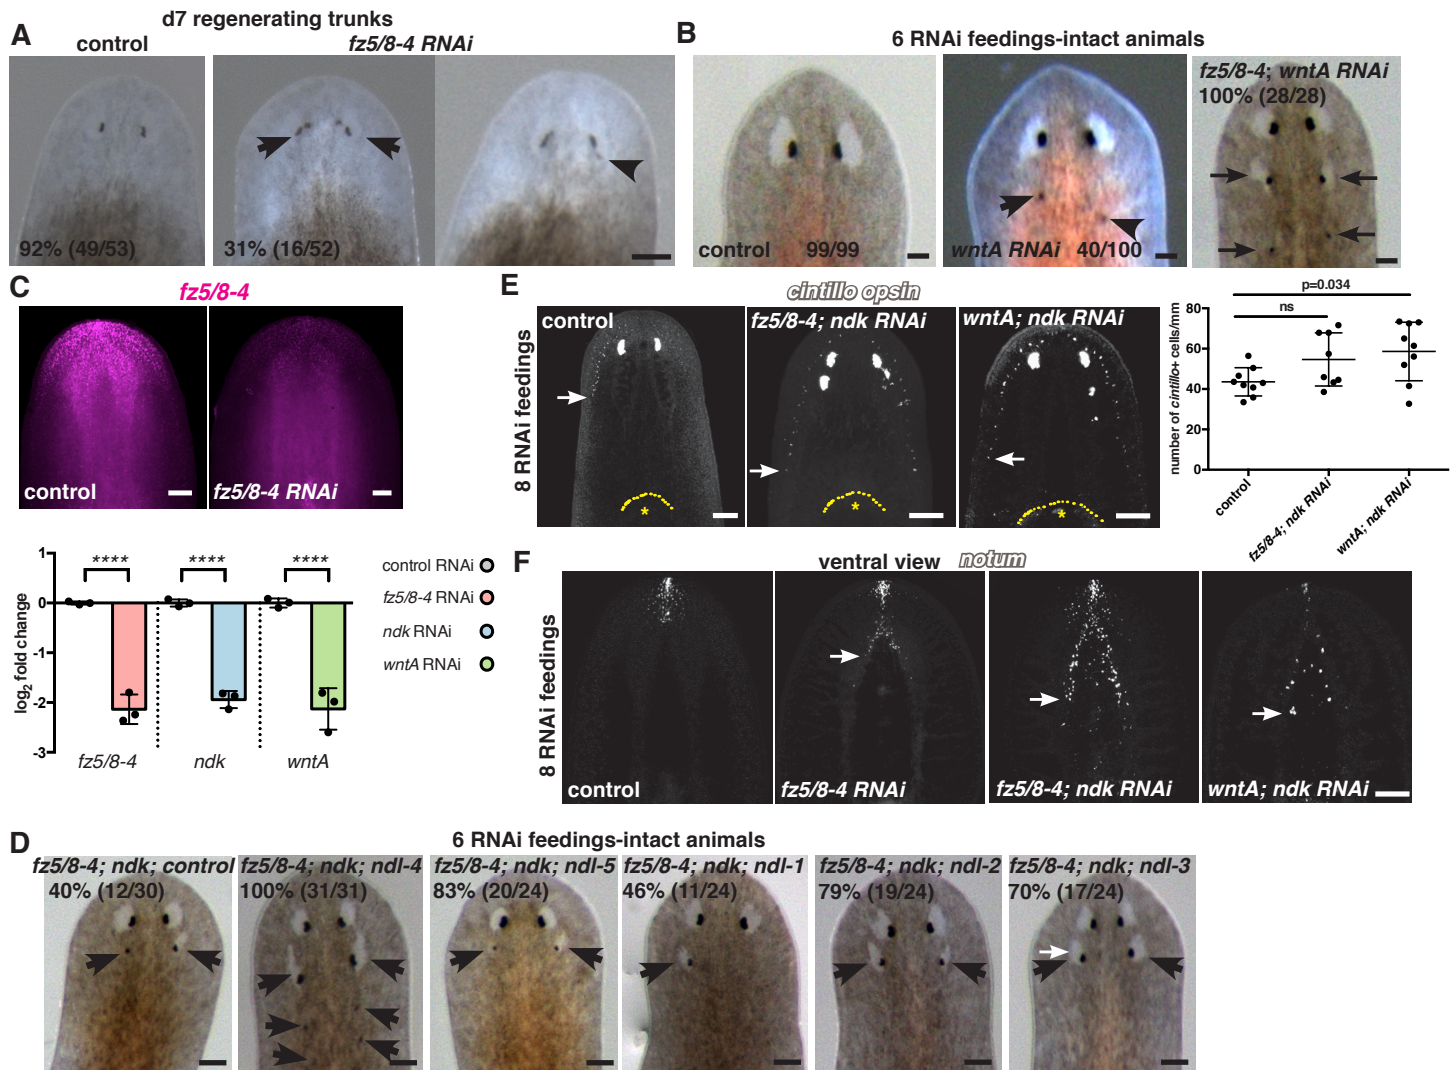 A
d7 regenerating trunks
control
fz5/8-4 RNAi
92% (49/53)
31% (16/52)
B
6 RNAi feedings-intact animals
control 99/99
wntA RNAi 40/100
fz5/8-4; wntA RNAi
100% (28/28)
C
fz5/8-4
control
fz5/8-4 RNAi
log2 fold change
1
0
-1
-2
-3
****
****
****
fz5/8-4
ndk
wntA
control RNAi
fz5/8-4 RNAi
ndk RNAi
wntA RNAi
E
cintillo opsin
8 RNAi feedings
control
fz5/8-4; ndk RNAi
wntA; ndk RNAi
*
*
*
p=0.034
ns
number of cintillo+ cells/mm
80
60
40
20
0
control
fz5/8-4; ndk RNAi
wntA; ndk RNAi
F
ventral view notum
8 RNAi feedings
control
fz5/8-4 RNAi
fz5/8-4; ndk RNAi
wntA; ndk RNAi
D
6 RNAi feedings-intact animals
fz5/8-4; ndk; control
40% (12/30)
fz5/8-4; ndk; ndl-4
100% (31/31)
fz5/8-4; ndk; ndl-5
83% (20/24)
fz5/8-4; ndk; ndl-1
46% (11/24)
fz5/8-4; ndk; ndl-2
79% (19/24)
fz5/8-4; ndk; ndl-3
70% (17/24)